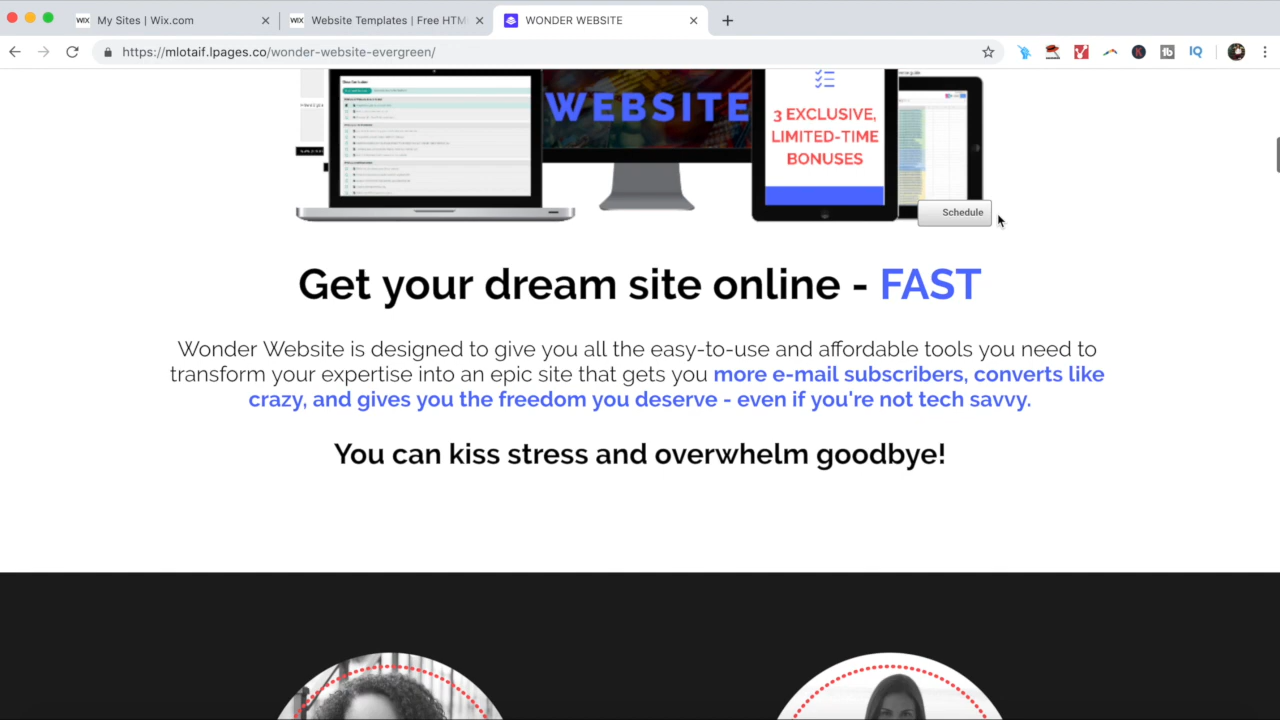 My Sites | Wix.com
Website Templates | Free HTM
WONDER WEBSITE
https://mlotaif.lpages.co/wonder-website-evergreen/
WEBSITE
3 EXCLUSIVE,
LIMITED-TIME
BONUSES
Schedule
Get your dream site online - FAST
Wonder Website is designed to give you all the easy-to-use and affordable tools you need to
transform your expertise into an epic site that gets you more e-mail subscribers, converts like
crazy, and gives you the freedom you deserve - even if you're not tech savvy.
You can kiss stress and overwhelm goodbye!